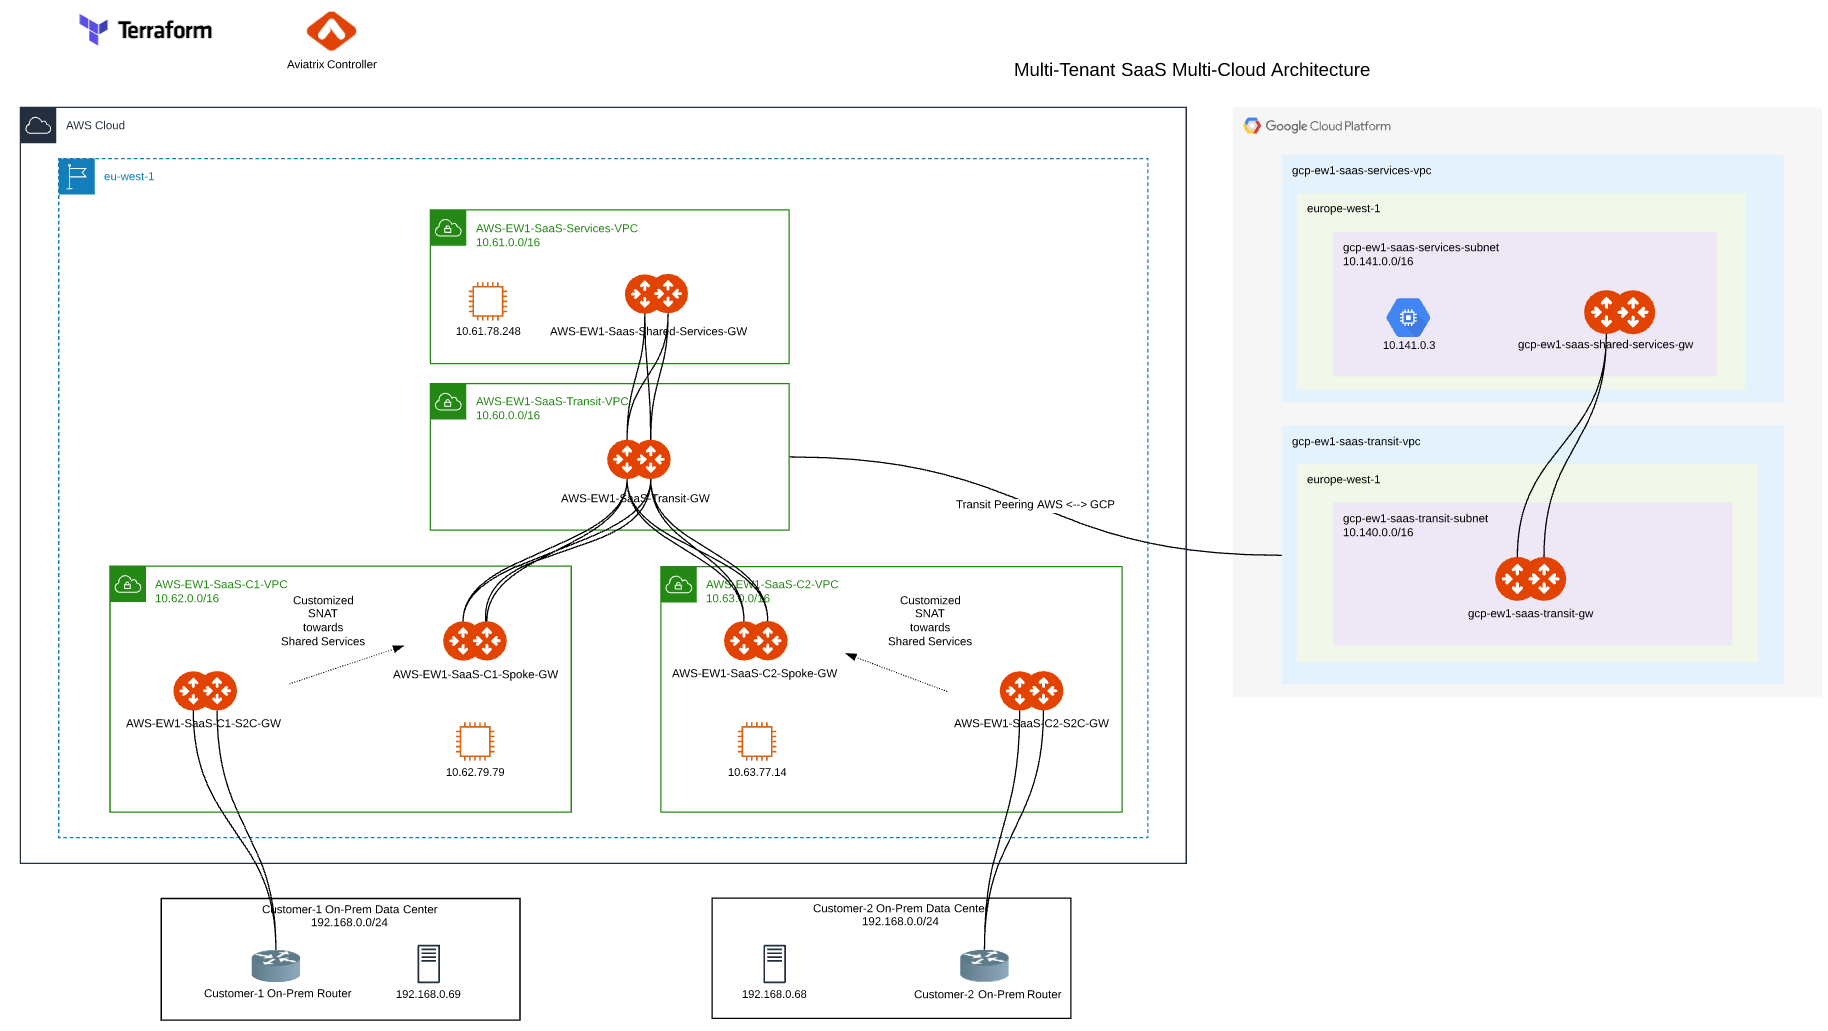 Terraform
Aviatrix Controller
Multi-Tenant SaaS Multi-Cloud Architecture
AWS Cloud
Google Cloud Platform
eu-west-1
gcp-ew1-saas-services-vpc
europe-west-1
gcp-ew1-saas-services-subnet
10.141.0.0/16
10.141.0.3
gcp-ew1-saas-shared-services-gw
AWS-EW1-SaaS-Services-VPC
10.61.0.0/16
10.61.78.248
AWS-EW1-Saas-Shared-Services-GW
AWS-EW1-SaaS-Transit-VPC
10.60.0.0/16
AWS-EW1-SaaS-Transit-GW
Transit Peering AWS <--> GCP
gcp-ew1-saas-transit-vpc
europe-west-1
gcp-ew1-saas-transit-subnet
10.140.0.0/16
gcp-ew1-saas-transit-gw
AWS-EW1-SaaS-C1-VPC
10.62.0.0/16
Customized
SNAT
towards
Shared Services
AWS-EW1-SaaS-C1-Spoke-GW
AWS-EW1-SaaS-C1-S2C-GW
10.62.79.79
AWS-EW1-SaaS-C2-VPC
10.63.0.0/16
Customized
SNAT
towards
Shared Services
AWS-EW1-SaaS-C2-Spoke-GW
AWS-EW1-SaaS-C2-S2C-GW
10.63.77.14
Customer-1 On-Prem Data Center
192.168.0.0/24
Customer-1 On-Prem Router
192.168.0.69
Customer-2 On-Prem Data Center
192.168.0.0/24
192.168.0.68
Customer-2 On-Prem Router